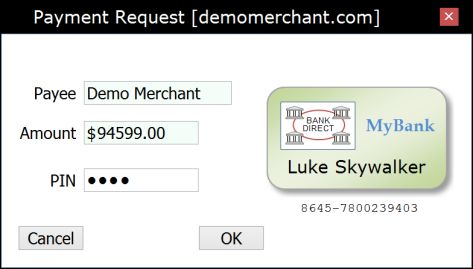 Payment Request [demomerchant.com]
Payee Demo Merchant
Amount $94599.00
PIN ●●●●
BANK DIRECT
MyBank
Luke Skywalker
8645-7800239403
Cancel OK